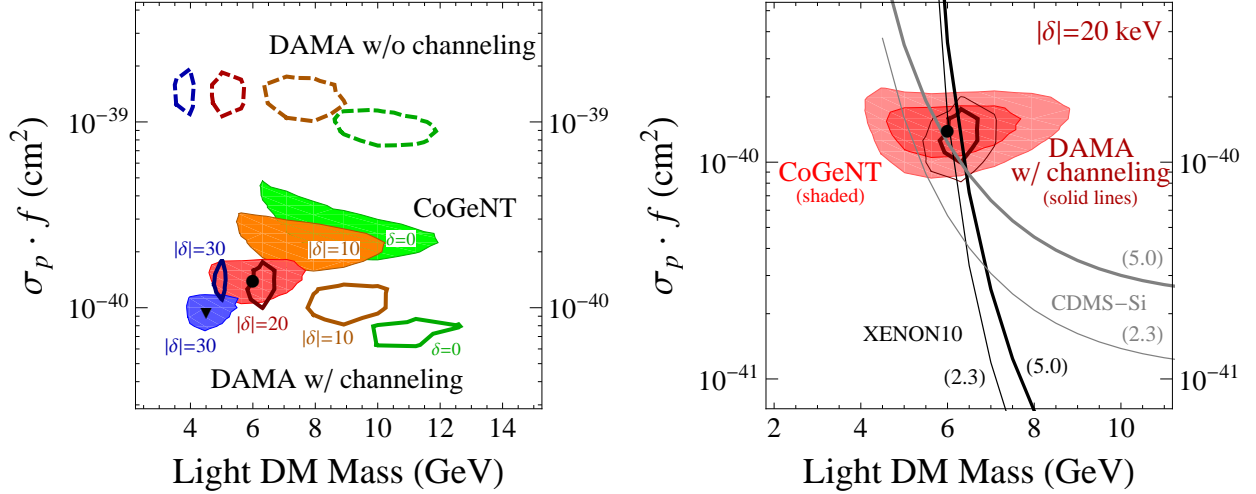 DAMA w/o channeling
CoGeNT
|δ|=30
|δ|=10
δ=0
|δ|=20
|δ|=10
|δ|=30
δ=0
DAMA w/ channeling
10⁻³⁹
10⁻⁴⁰
σₚ · f (cm²)
4 6 8 10 12 14
Light DM Mass (GeV)
10⁻³⁹
10⁻⁴⁰
|δ|=20 keV
CoGeNT
(shaded)
DAMA
w/ channeling
(solid lines)
(5.0)
CDMS−Si
XENON10
(2.3)
(2.3)
(5.0)
10⁻⁴⁰
10⁻⁴¹
σₚ · f (cm²)
2 4 6 8 10
Light DM Mass (GeV)
10⁻⁴⁰
10⁻⁴¹